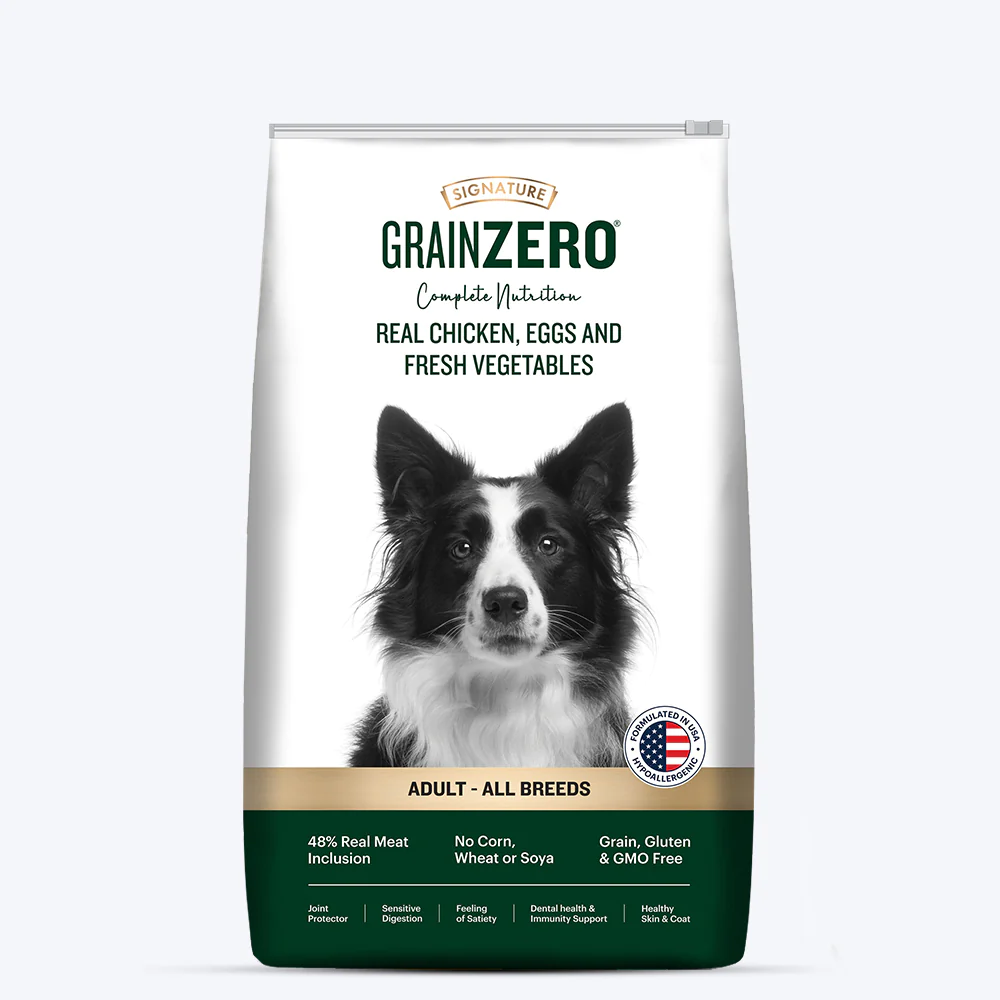 SIGNATURE
GRAINZERO®
Complete Nutrition
REAL CHICKEN, EGGS AND
FRESH VEGETABLES
FORMULATED IN USA
HYPOALLERGENIC
ADULT - ALL BREEDS
48% Real Meat
Inclusion
No Corn,
Wheat or Soya
Grain, Gluten
& GMO Free
Joint
Protector
Sensitive
Digestion
Feeling
of Satiety
Dental health &
Immunity Support
Healthy
Skin & Coat